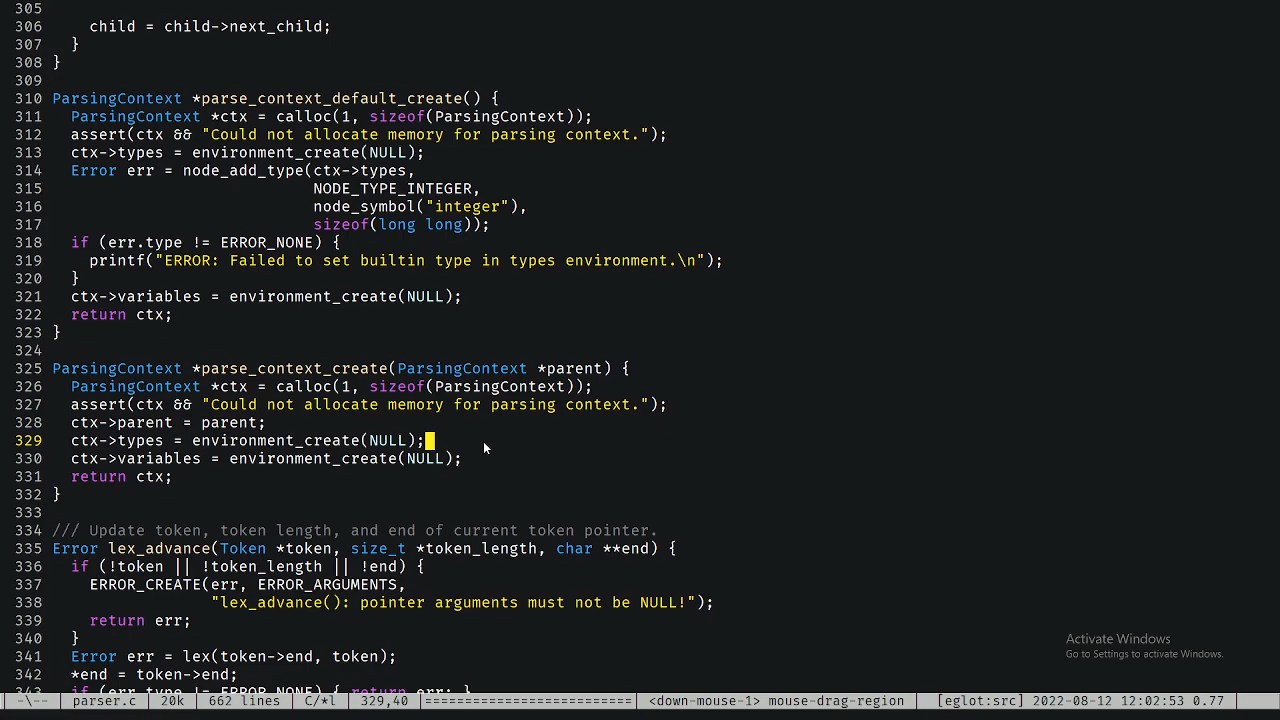 305
306     child = child->next_child;
307   }
308 }
309
310 ParsingContext *parse_context_default_create() {
311   ParsingContext *ctx = calloc(1, sizeof(ParsingContext));
312   assert(ctx && "Could not allocate memory for parsing context.");
313   ctx->types = environment_create(NULL);
314   Error err = node_add_type(ctx->types,
315                             NODE_TYPE_INTEGER,
316                             node_symbol("integer"),
317                             sizeof(long long));
318   if (err.type != ERROR_NONE) {
319     printf("ERROR: Failed to set builtin type in types environment.\n");
320   }
321   ctx->variables = environment_create(NULL);
322   return ctx;
323 }
324
325 ParsingContext *parse_context_create(ParsingContext *parent) {
326   ParsingContext *ctx = calloc(1, sizeof(ParsingContext));
327   assert(ctx && "Could not allocate memory for parsing context.");
328   ctx->parent = parent;
329   ctx->types = environment_create(NULL);
330   ctx->variables = environment_create(NULL);
331   return ctx;
332 }
333
334 /// Update token, token length, and end of current token pointer.
335 Error lex_advance(Token *token, size_t *token_length, char **end) {
336   if (!token || !token_length || !end) {
337     ERROR_CREATE(err, ERROR_ARGUMENTS,
338                  "lex_advance(): pointer arguments must not be NULL!");
339     return err;
340   }
341   Error err = lex(token->end, token);
342   *end = token->end;
343   if (err.type != ERROR_NONE) { return err; }
Activate Windows
Go to Settings to activate Windows.
-\-- parser.c 20k 662 lines C/*l 329,40 ====================== <down-mouse-1> mouse-drag-region [eglot:src] 2022-08-12 12:02:53 0.77